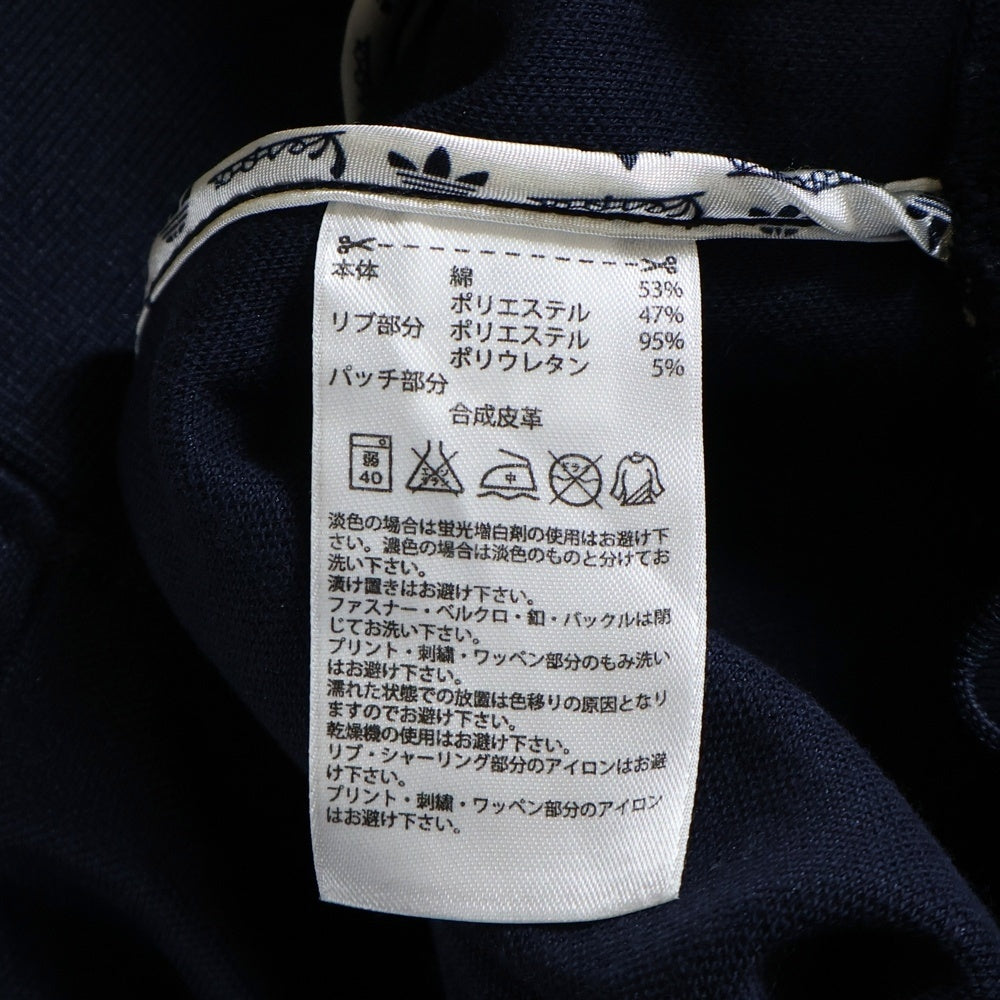 本体 綿 53%
ポリエステル 47%
リブ部分 ポリエステル 95%
ポリウレタン 5%
パッチ部分
合成皮革
弱 40 エンソサラシ 中 ドライ
淡色の場合は蛍光増白剤の使用はお避け下
さい。濃色の場合は淡色のものと分けてお
洗い下さい。
漬け置きはお避け下さい。
ファスナー・ベルクロ・釦・バックルは閉
じてお洗い下さい。
プリント・刺繍・ワッペン部分のもみ洗い
はお避け下さい。
濡れた状態での放置は色移りの原因となり
ますのでお避け下さい。
乾燥機の使用はお避け下さい。
リブ・シャーリング部分のアイロンはお避
け下さい。
プリント・刺繍・ワッペン部分のアイロン
はお避け下さい。